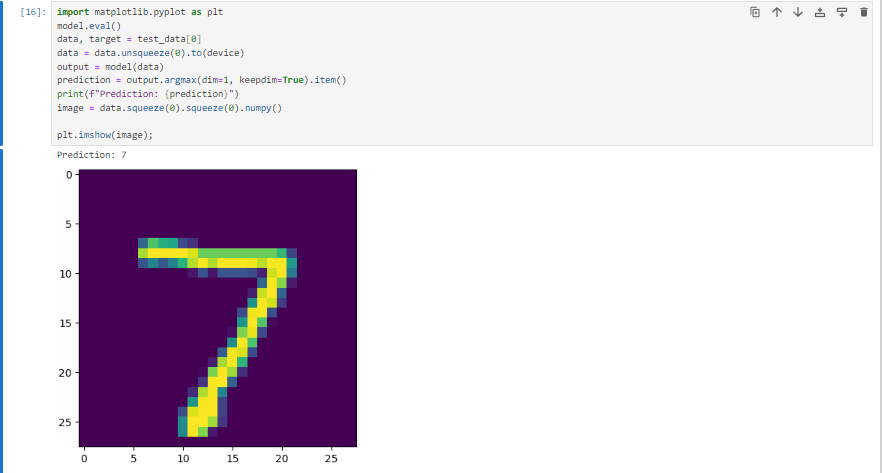 [16]: import matplotlib.pyplot as plt
model.eval()
data, target = test_data[0]
data = data.unsqueeze(0).to(device)
output = model(data)
prediction = output.argmax(dim=1, keepdim=True).item()
print(f"Prediction: {prediction}")
image = data.squeeze(0).squeeze(0).numpy()
plt.imshow(image);
Prediction: 7
0
5
10
15
20
25
7
0 5 10 15 20 25